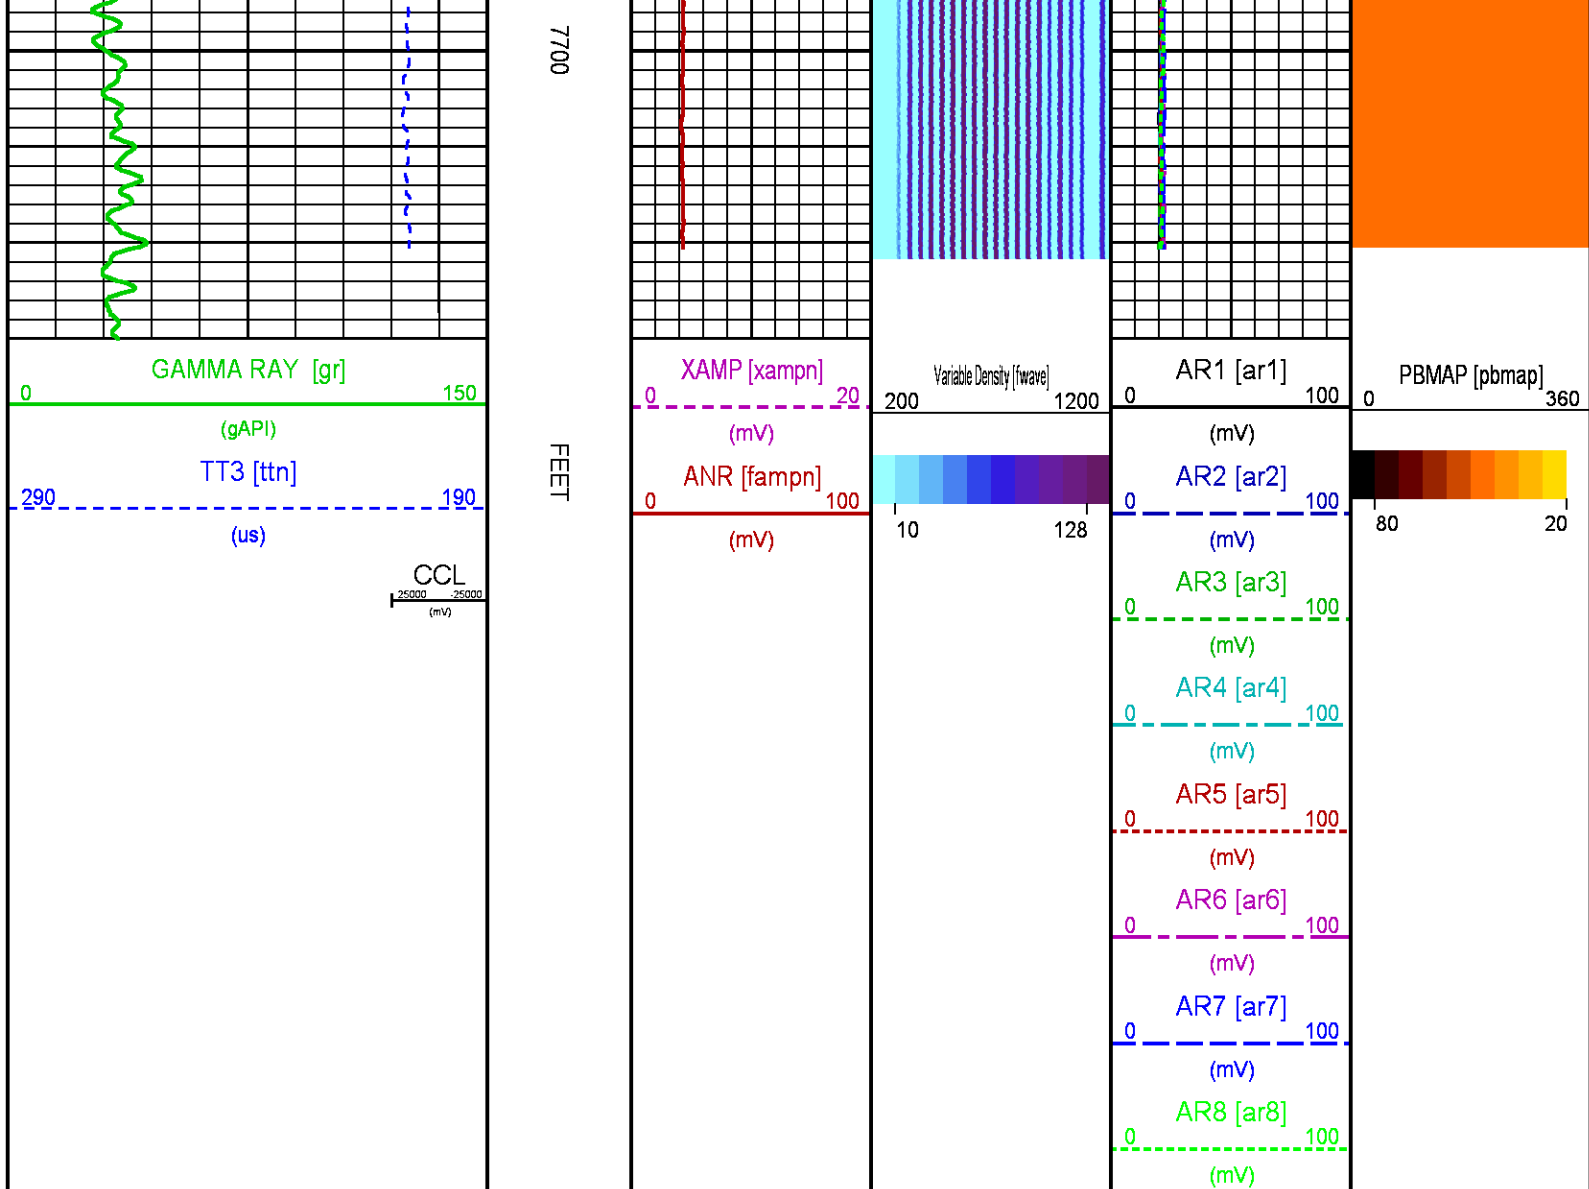 7700
FEET
GAMMA RAY [gr]
0 150
(gAPI)
TT3 [ttn]
290 190
(us)
CCL
25000 -25000
(mV)
XAMP [xampn]
0 20
(mV)
ANR [fampn]
0 100
(mV)
Variable Density [fwave]
200 1200
10 128
AR1 [ar1]
0 100
(mV)
AR2 [ar2]
0 100
(mV)
AR3 [ar3]
0 100
(mV)
AR4 [ar4]
0 100
(mV)
AR5 [ar5]
0 100
(mV)
AR6 [ar6]
0 100
(mV)
AR7 [ar7]
0 100
(mV)
AR8 [ar8]
0 100
(mV)
PBMAP [pbmap]
0 360
80 20